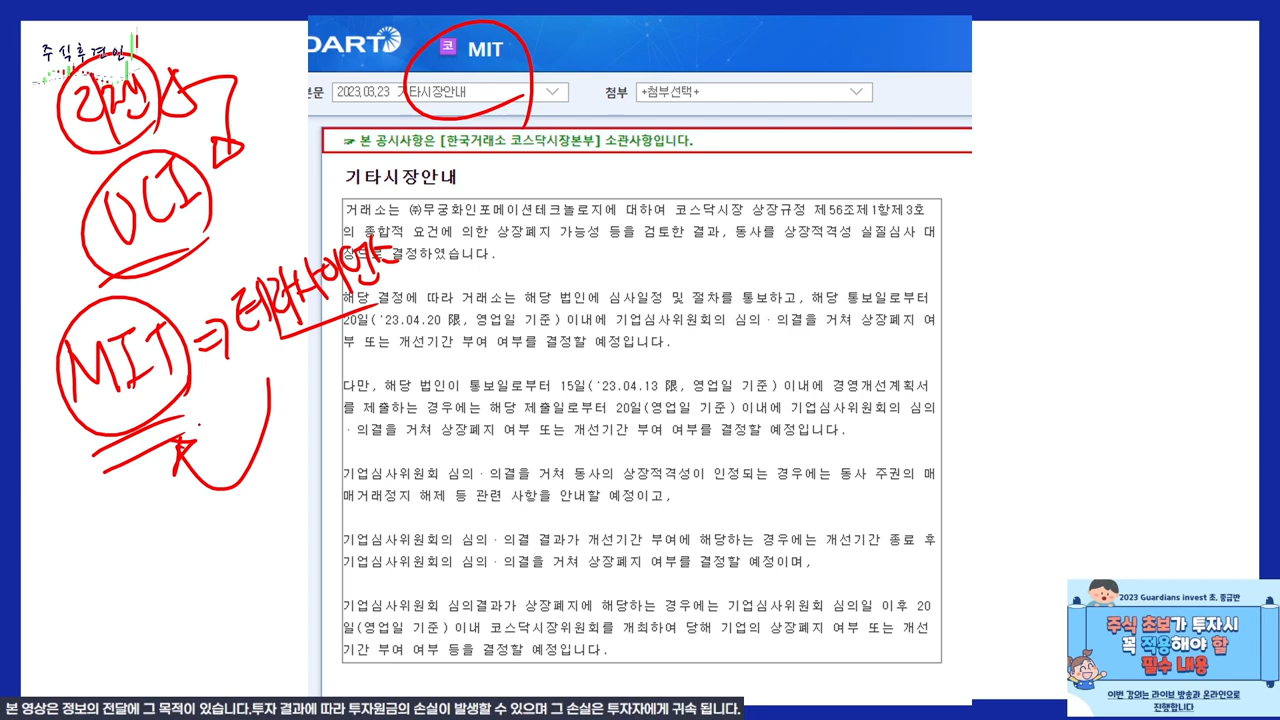 주식후견인
리센스
UCI
MIT ⇒ 테라사이언스
DART
코 MIT
본문 2023.03.23 기타시장안내
첨부 +첨부선택+
☞ 본 공시사항은 [한국거래소 코스닥시장본부] 소관사항입니다.
기타시장안내
거래소는 ㈜무궁화인포메이션테크놀로지에 대하여 코스닥시장 상장규정 제56조제1항제3호
의 종합적 요건에 의한 상장폐지 가능성 등을 검토한 결과, 동사를 상장적격성 실질심사 대
상으로 결정하였습니다.
해당 결정에 따라 거래소는 해당 법인에 심사일정 및 절차를 통보하고, 해당 통보일로부터
20일('23.04.20 限, 영업일 기준) 이내에 기업심사위원회의 심의·의결을 거쳐 상장폐지 여
부 또는 개선기간 부여 여부를 결정할 예정입니다.
다만, 해당 법인이 통보일로부터 15일('23.04.13 限, 영업일 기준) 이내에 경영개선계획서
를 제출하는 경우에는 해당 제출일로부터 20일(영업일 기준) 이내에 기업심사위원회의 심의
·의결을 거쳐 상장폐지 여부 또는 개선기간 부여 여부를 결정할 예정입니다.
기업심사위원회 심의·의결을 거쳐 동사의 상장적격성이 인정되는 경우에는 동사 주권의 매
매거래정지 해제 등 관련 사항을 안내할 예정이고,
기업심사위원회의 심의·의결 결과가 개선기간 부여에 해당하는 경우에는 개선기간 종료 후
기업심사위원회의 심의·의결을 거쳐 상장폐지 여부를 결정할 예정이며,
기업심사위원회 심의결과가 상장폐지에 해당하는 경우에는 기업심사위원회 심의일 이후 20
일(영업일 기준) 이내 코스닥시장위원회를 개최하여 당해 기업의 상장폐지 여부 또는 개선
기간 부여 여부 등을 결정할 예정입니다.
2023 Guardians invest 초, 중급반
주식 초보가 투자시
꼭 적용해야 할
필수 내용
이번 강의는 라이브 방송과 온라인으로
진행합니다
본 영상은 정보의 전달에 그 목적이 있습니다.투자 결과에 따라 투자원금의 손실이 발생할 수 있으며 그 손실은 투자자에게 귀속 됩니다.